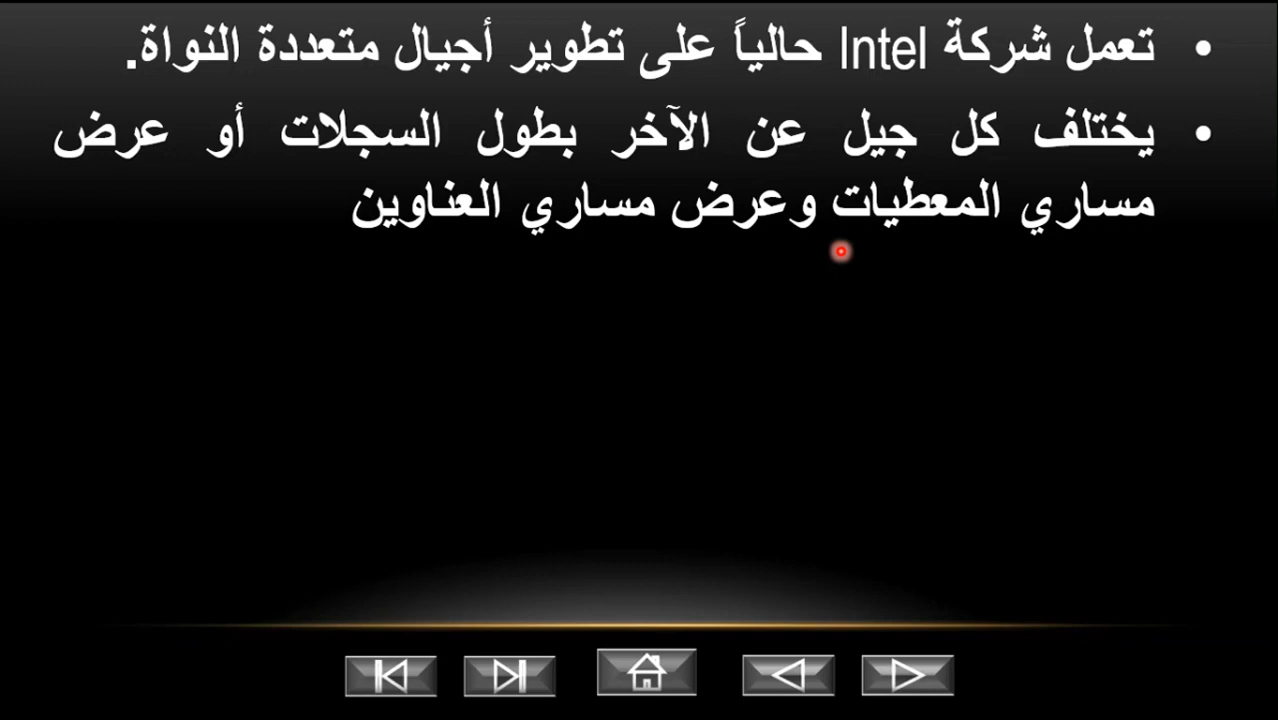 • تعمل شركة Intel حالياً على تطوير أجيال متعددة النواة.
• يختلف كل جيل عن الآخر بطول السجلات أو عرض
مساري المعطيات وعرض مساري العناوين